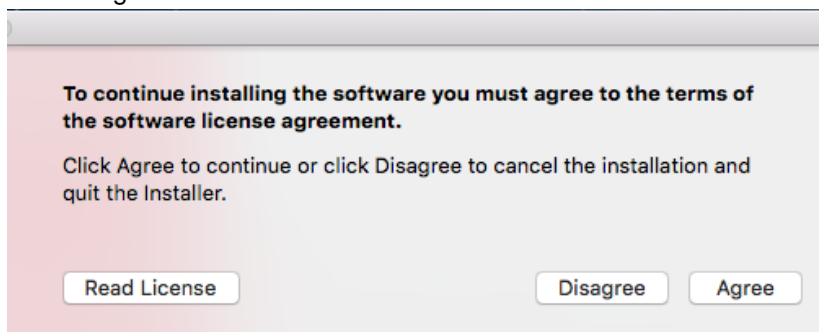 To continue installing the software you must agree to the terms of
the software license agreement.
Click Agree to continue or click Disagree to cancel the installation and
quit the Installer.
Read License
Disagree
Agree